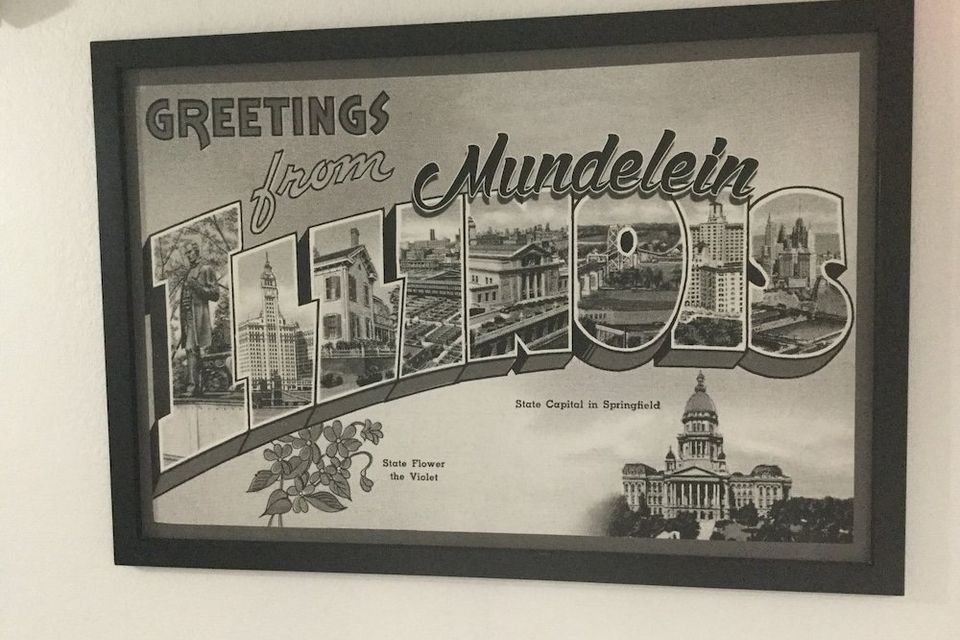 GREETINGS
from Mundelein
ILLINOIS
State Capital in Springfield
State Flower
the Violet